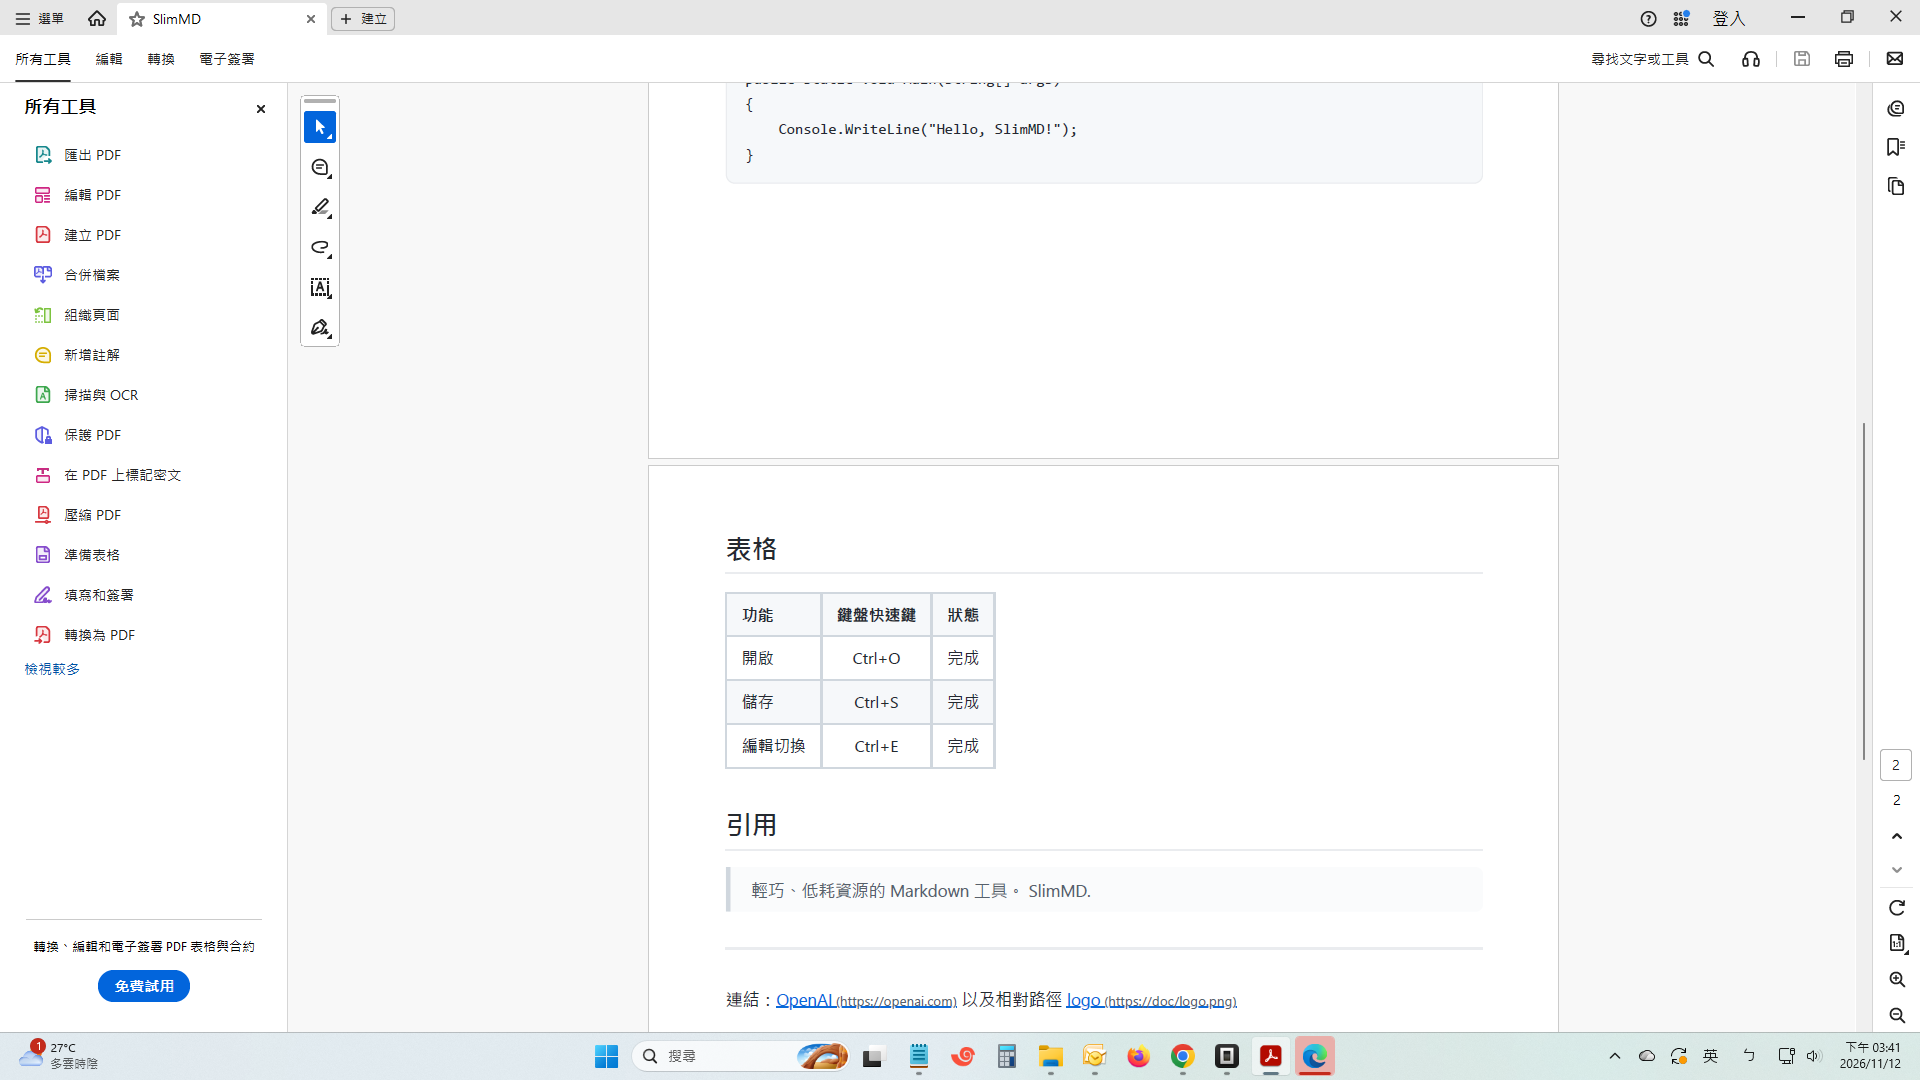 選單
SlimMD
建立
登入
所有工具 編輯 轉換 電子簽署
尋找文字或工具
所有工具
匯出 PDF
編輯 PDF
建立 PDF
合併檔案
組織頁面
新增註解
掃描與 OCR
保護 PDF
在 PDF 上標記密文
壓縮 PDF
準備表格
填寫和簽署
轉換為 PDF
檢視較多
轉換、編輯和電子簽署 PDF 表格與合約
免費試用
{
Console.WriteLine("Hello, SlimMD!");
}
表格
功能 鍵盤快速鍵 狀態
開啟 Ctrl+O 完成
儲存 Ctrl+S 完成
編輯切換 Ctrl+E 完成
引用
輕巧、低耗資源的 Markdown 工具。 SlimMD.
連結：OpenAI (https://openai.com) 以及相對路徑 logo (https://doc/logo.png)
2
2
1
27°C
多雲時陰
搜尋
英
ㄅ
下午 03:41
2026/11/12